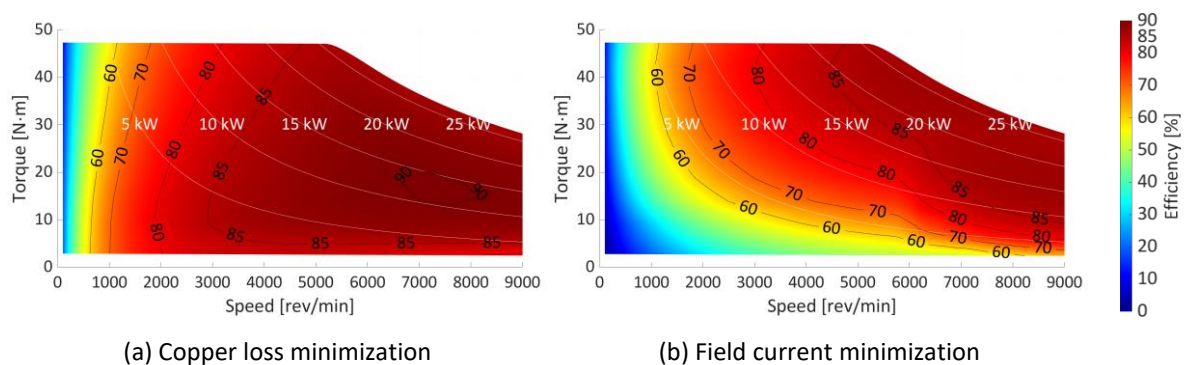 50
40
30
20
10
0
Torque [N·m]
0 1000 2000 3000 4000 5000 6000 7000 8000 9000
Speed [rev/min]
60 70 80 85
5 kW 10 kW 15 kW 20 kW 25 kW
60 70 80 85 90 90
80 85 85 85 85
(a) Copper loss minimization
50
40
30
20
10
0
Torque [N·m]
0 1000 2000 3000 4000 5000 6000 7000 8000 9000
Speed [rev/min]
60 70 80 85
5 kW 10 kW 15 kW 20 kW 25 kW
60 70 80 85
70 80 85
60 70 80 85
60 70 80
60 70
(b) Field current minimization
90
85
80
70
60
50
40
30
20
10
0
Efficiency [%]